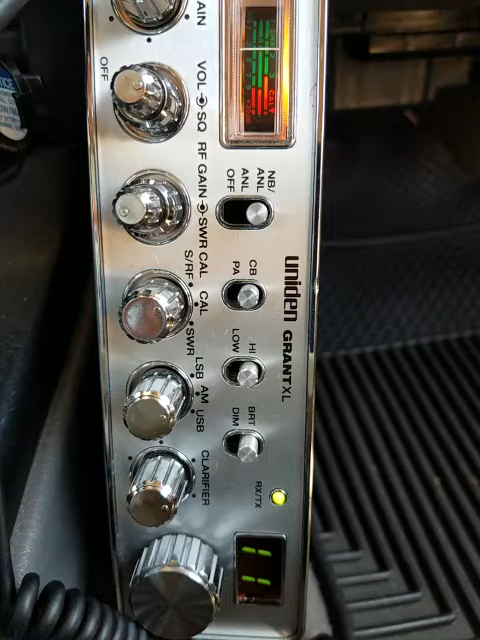 AIN
OFF
VOL SQ
RF GAIN SWR CAL
CAL
NB/
ANL
ANL
OFF
S/RF
CAL
SWR
CB
PA
uniden GRANT XL
HI
LOW
LSB
AM
USB
BRT
DIM
CLARIFIER
RX/TX
11